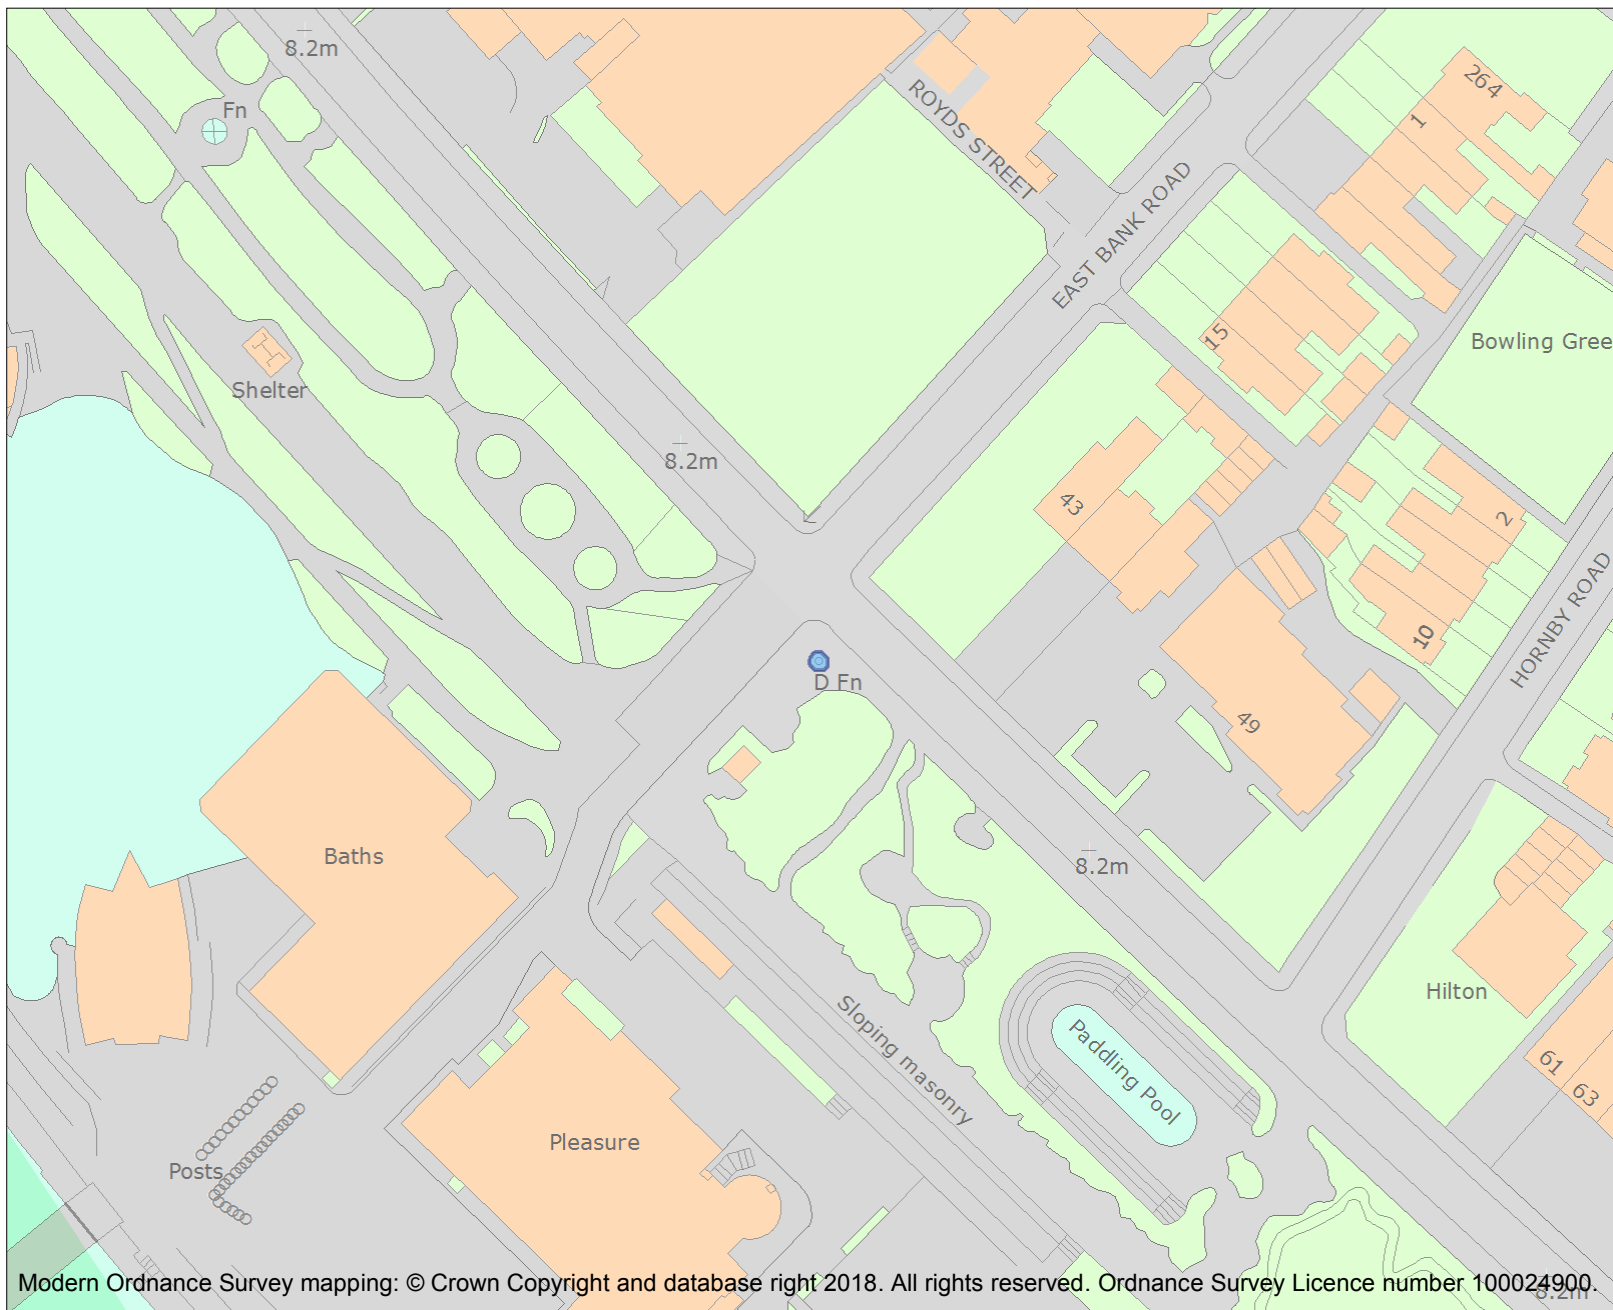 8.2m
Fn
ROYDS STREET
264
1
EAST BANK ROAD
15
Bowling Gree
Shelter
8.2m
43
2
10
HORNBY ROAD
D Fn
49
Baths
8.2m
Hilton
Sloping masonry
Paddling Pool
61
63
Pleasure
Posts
8.2m
Modern Ordnance Survey mapping: © Crown Copyright and database right 2018. All rights reserved. Ordnance Survey Licence number 100024900.